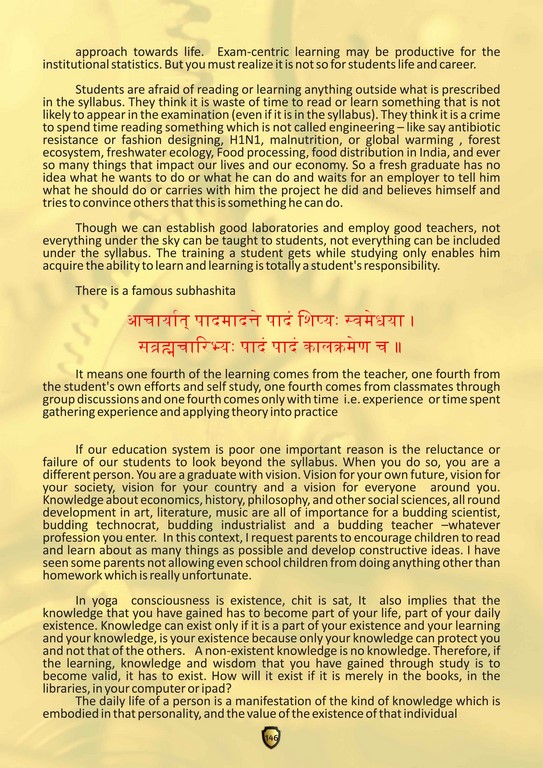 approach towards life. Exam-centric learning may be productive for the
institutional statistics. But you must realize it is not so for students life and career.
Students are afraid of reading or learning anything outside what is prescribed
in the syllabus. They think it is waste of time to read or learn something that is not
likely to appear in the examination (even if it is in the syllabus). They think it is a crime
to spend time reading something which is not called engineering – like say antibiotic
resistance or fashion designing, H1N1, malnutrition, or global warming , forest
ecosystem, freshwater ecology, Food processing, food distribution in India, and ever
so many things that impact our lives and our economy. So a fresh graduate has no
idea what he wants to do or what he can do and waits for an employer to tell him
what he should do or carries with him the project he did and believes himself and
tries to convince others that this is something he can do.
Though we can establish good laboratories and employ good teachers, not
everything under the sky can be taught to students, not everything can be included
under the syllabus. The training a student gets while studying only enables him
acquire the ability to learn and learning is totally a student's responsibility.
There is a famous subhashita
आचार्यात् पादमादत्ते पादं शिष्यः स्वमेधया ।
सब्रह्मचारिभ्यः पादं पादं कालक्रमेण च ॥
It means one fourth of the learning comes from the teacher, one fourth from
the student's own efforts and self study, one fourth comes from classmates through
group discussions and one fourth comes only with time i.e. experience or time spent
gathering experience and applying theory into practice
If our education system is poor one important reason is the reluctance or
failure of our students to look beyond the syllabus. When you do so, you are a
different person. You are a graduate with vision. Vision for your own future, vision for
your society, vision for your country and a vision for everyone around you.
Knowledge about economics, history, philosophy, and other social sciences, all round
development in art, literature, music are all of importance for a budding scientist,
budding technocrat, budding industrialist and a budding teacher –whatever
profession you enter. In this context, I request parents to encourage children to read
and learn about as many things as possible and develop constructive ideas. I have
seen some parents not allowing even school children from doing anything other than
homework which is really unfortunate.
In yoga consciousness is existence, chit is sat, It also implies that the
knowledge that you have gained has to become part of your life, part of your daily
existence. Knowledge can exist only if it is a part of your existence and your learning
and your knowledge, is your existence because only your knowledge can protect you
and not that of the others. A non-existent knowledge is no knowledge. Therefore, if
the learning, knowledge and wisdom that you have gained through study is to
become valid, it has to exist. How will it exist if it is merely in the books, in the
libraries, in your computer or ipad?
The daily life of a person is a manifestation of the kind of knowledge which is
embodied in that personality, and the value of the existence of that individual
146